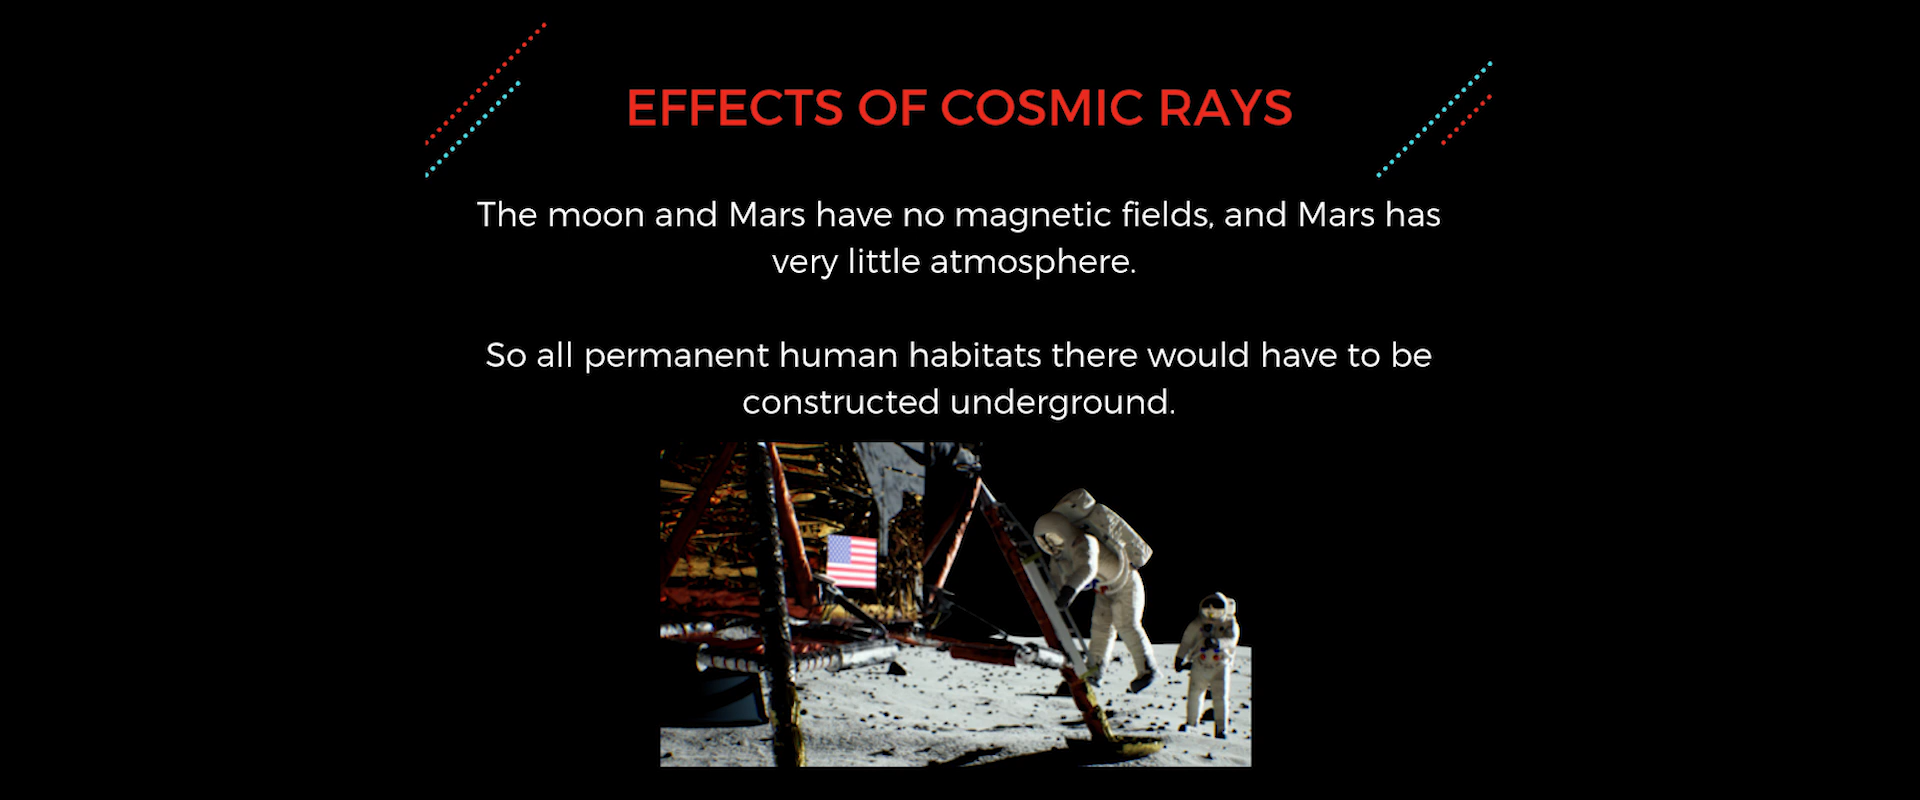 EFFECTS OF COSMIC RAYS
The moon and Mars have no magnetic fields, and Mars has
very little atmosphere.
So all permanent human habitats there would have to be
constructed underground.